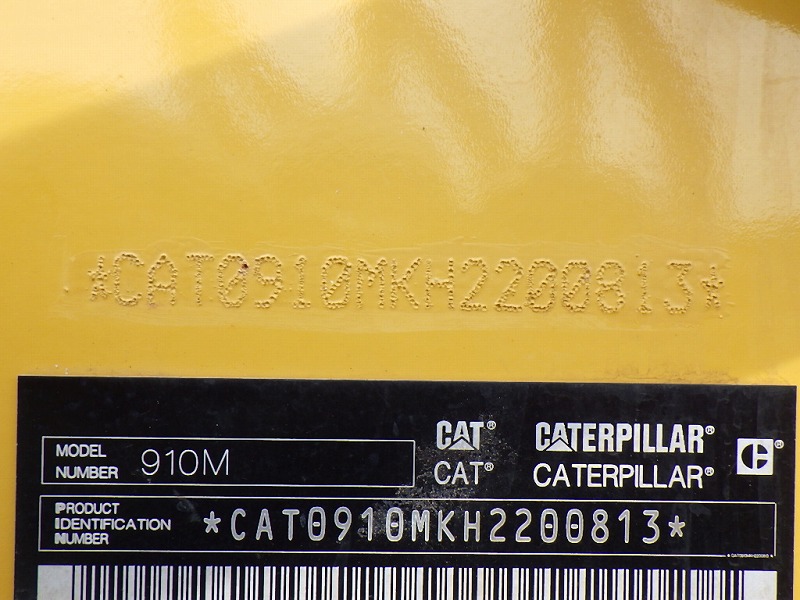 *CAT0910MKH2200813*
CAT® CATERPILLAR®
MODEL NUMBER 910M
CAT® CATERPILLAR®
PRODUCT IDENTIFICATION NUMBER
*CAT0910MKH2200813*